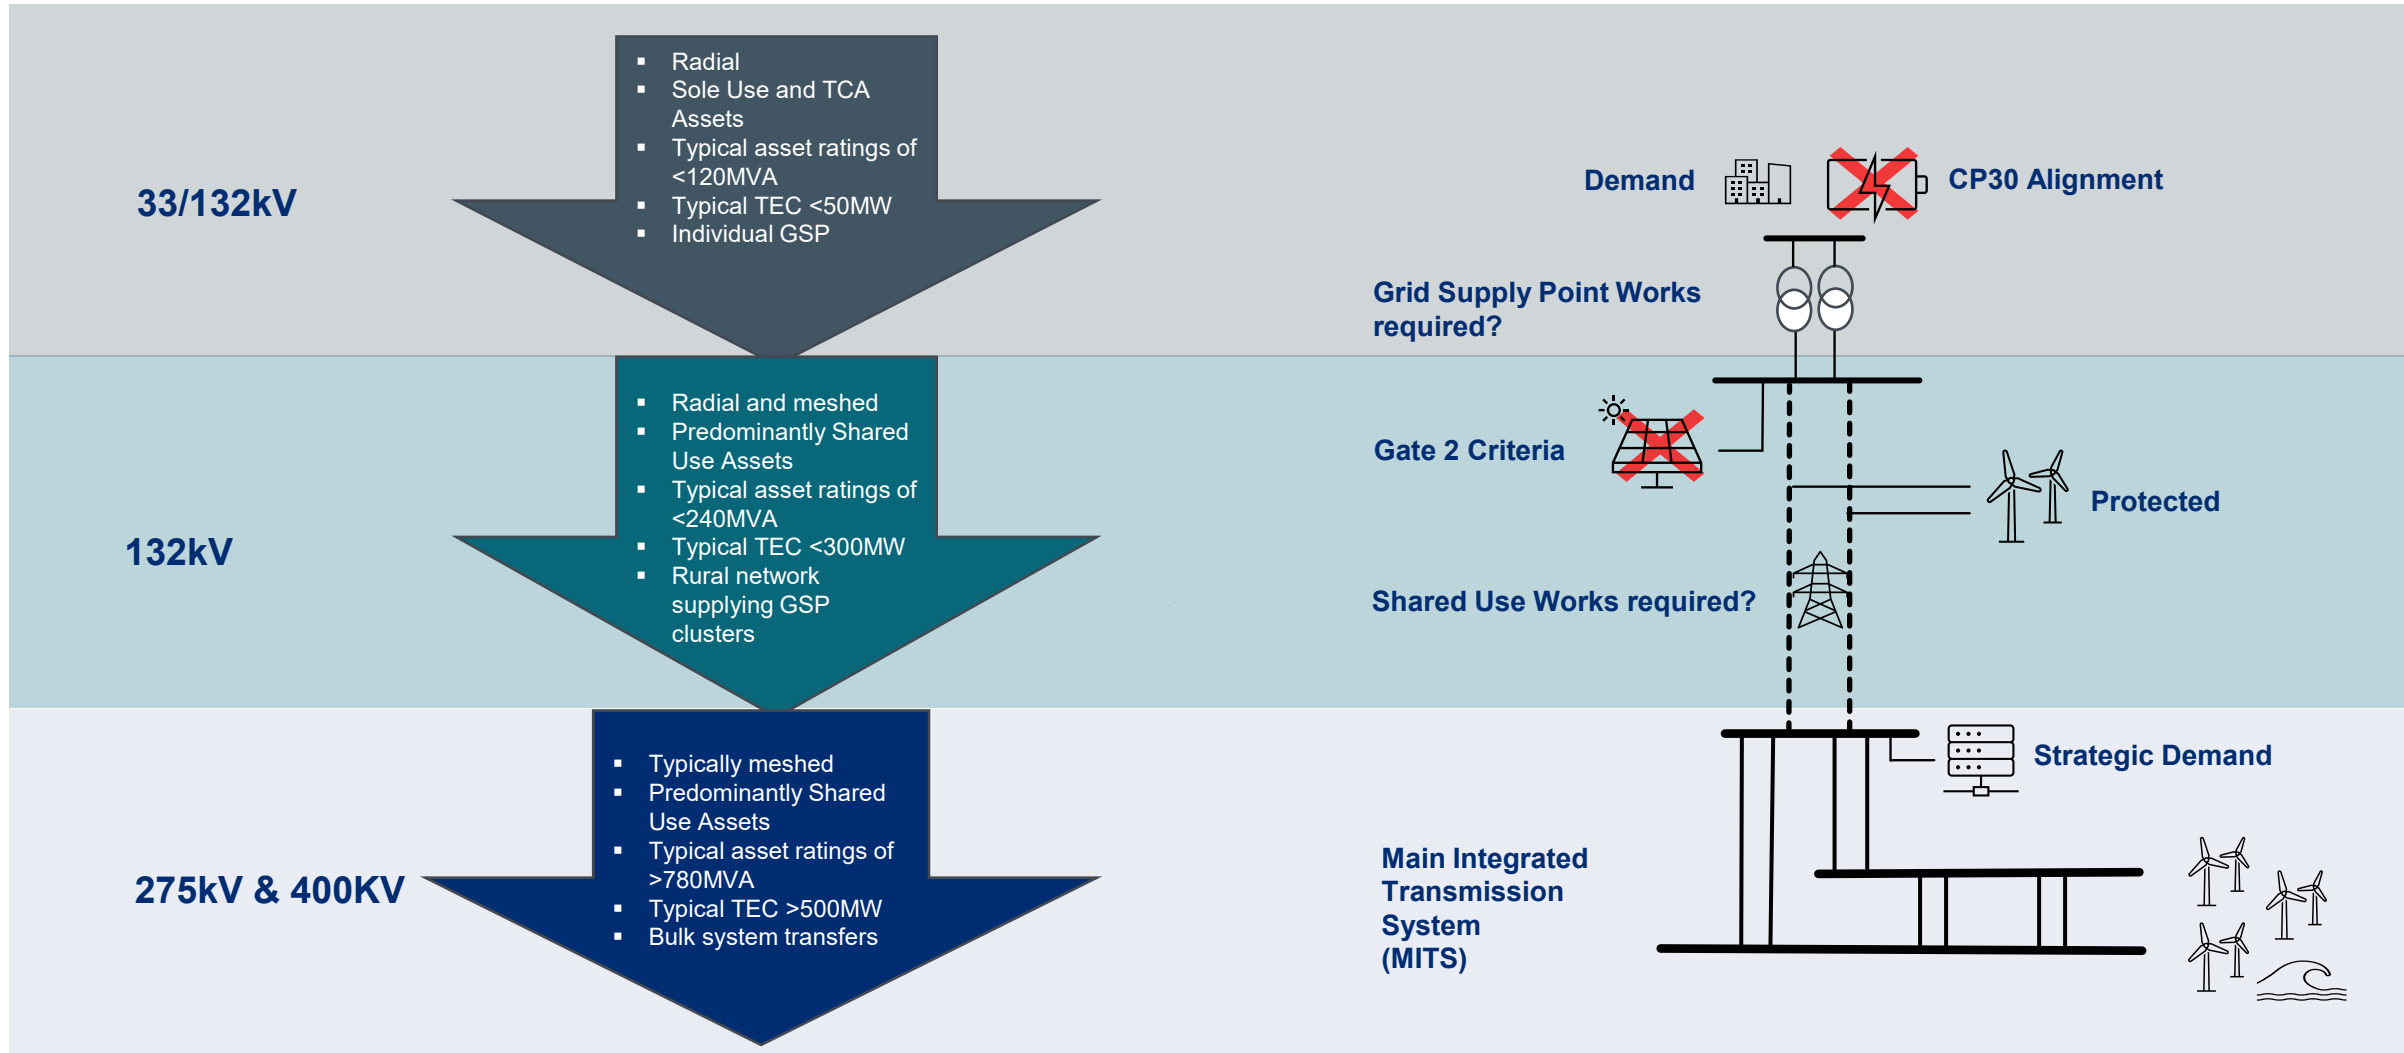 33/132kV
▪ Radial
▪ Sole Use and TCA
Assets
▪ Typical asset ratings of
<120MVA
▪ Typical TEC <50MW
▪ Individual GSP
Demand
CP30 Alignment
Grid Supply Point Works
required?
132kV
▪ Radial and meshed
▪ Predominantly Shared
Use Assets
▪ Typical asset ratings of
<240MVA
▪ Typical TEC <300MW
▪ Rural network
supplying GSP
clusters
Gate 2 Criteria
Protected
Shared Use Works required?
275kV & 400KV
▪ Typically meshed
▪ Predominantly Shared
Use Assets
▪ Typical asset ratings of
>780MVA
▪ Typical TEC >500MW
▪ Bulk system transfers
Strategic Demand
Main Integrated
Transmission
System
(MITS)